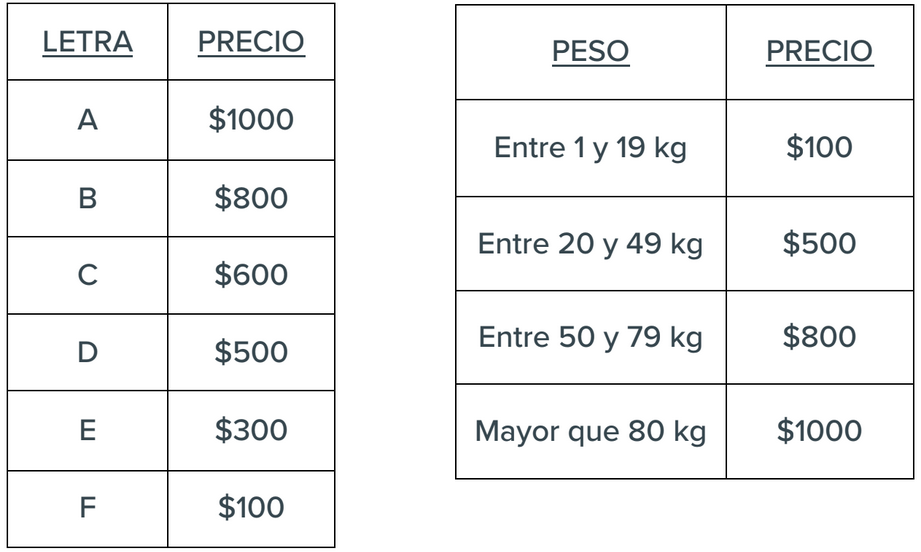 LETRA PRECIO
A $1000
B $800
C $600
D $500
E $300
F $100
PESO PRECIO
Entre 1 y 19 kg $100
Entre 20 y 49 kg $500
Entre 50 y 79 kg $800
Mayor que 80 kg $1000